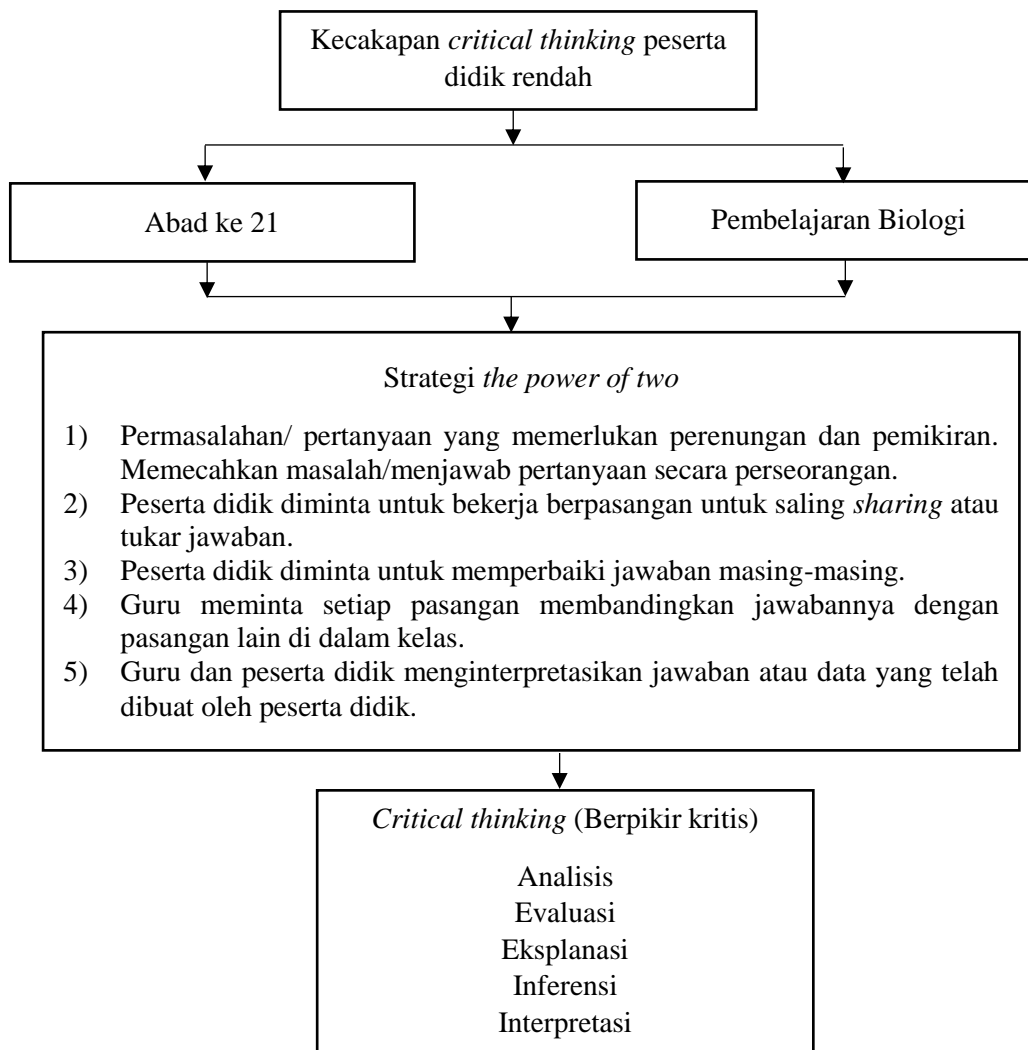 Kecakapan critical thinking peserta
didik rendah
Abad ke 21
Pembelajaran Biologi
Strategi the power of two
1) Permasalahan/ pertanyaan yang memerlukan perenungan dan pemikiran.
Memecahkan masalah/menjawab pertanyaan secara perseorangan.
2) Peserta didik diminta untuk bekerja berpasangan untuk saling sharing atau
tukar jawaban.
3) Peserta didik diminta untuk memperbaiki jawaban masing-masing.
4) Guru meminta setiap pasangan membandingkan jawabannya dengan
pasangan lain di dalam kelas.
5) Guru dan peserta didik menginterpretasikan jawaban atau data yang telah
dibuat oleh peserta didik.
Critical thinking (Berpikir kritis)
Analisis
Evaluasi
Eksplanasi
Inferensi
Interpretasi